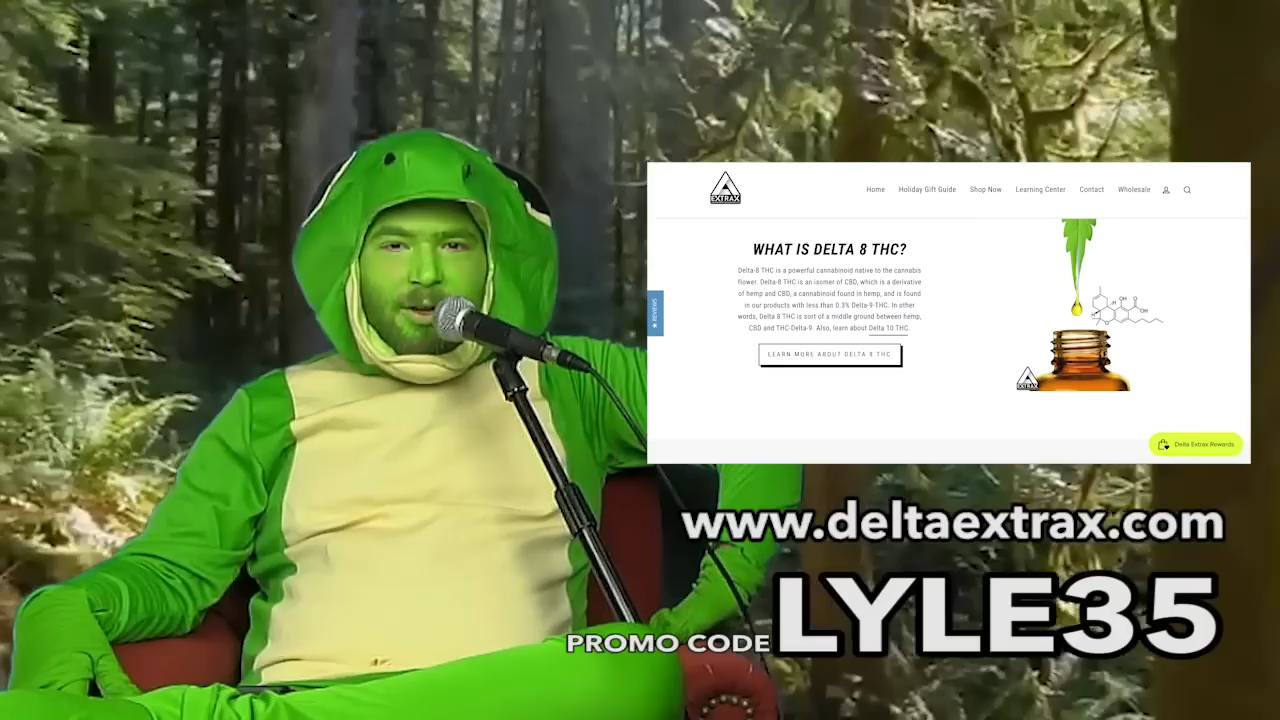 EXTRAX
Home Holiday Gift Guide Shop Now Learning Center Contact Wholesale
WHAT IS DELTA 8 THC?
Delta-8 THC is a powerful cannabinoid native to the cannabis
flower. Delta-8 THC is an isomer of CBD, which is a derivative
of hemp and CBD, a cannabinoid found in hemp, and is found
in our products with less than 0.3% Delta-9-THC. In other
words, Delta 8 THC is sort of a middle ground between hemp,
CBD and THC-Delta-9. Also, learn about Delta 10 THC.
LEARN MORE ABOUT DELTA 8 THC
★ REVIEWS
H
OH
O
OH
H
O
EXTRAX
Delta Extrax Rewards
www.deltaextrax.com
PROMO CODE LYLE35